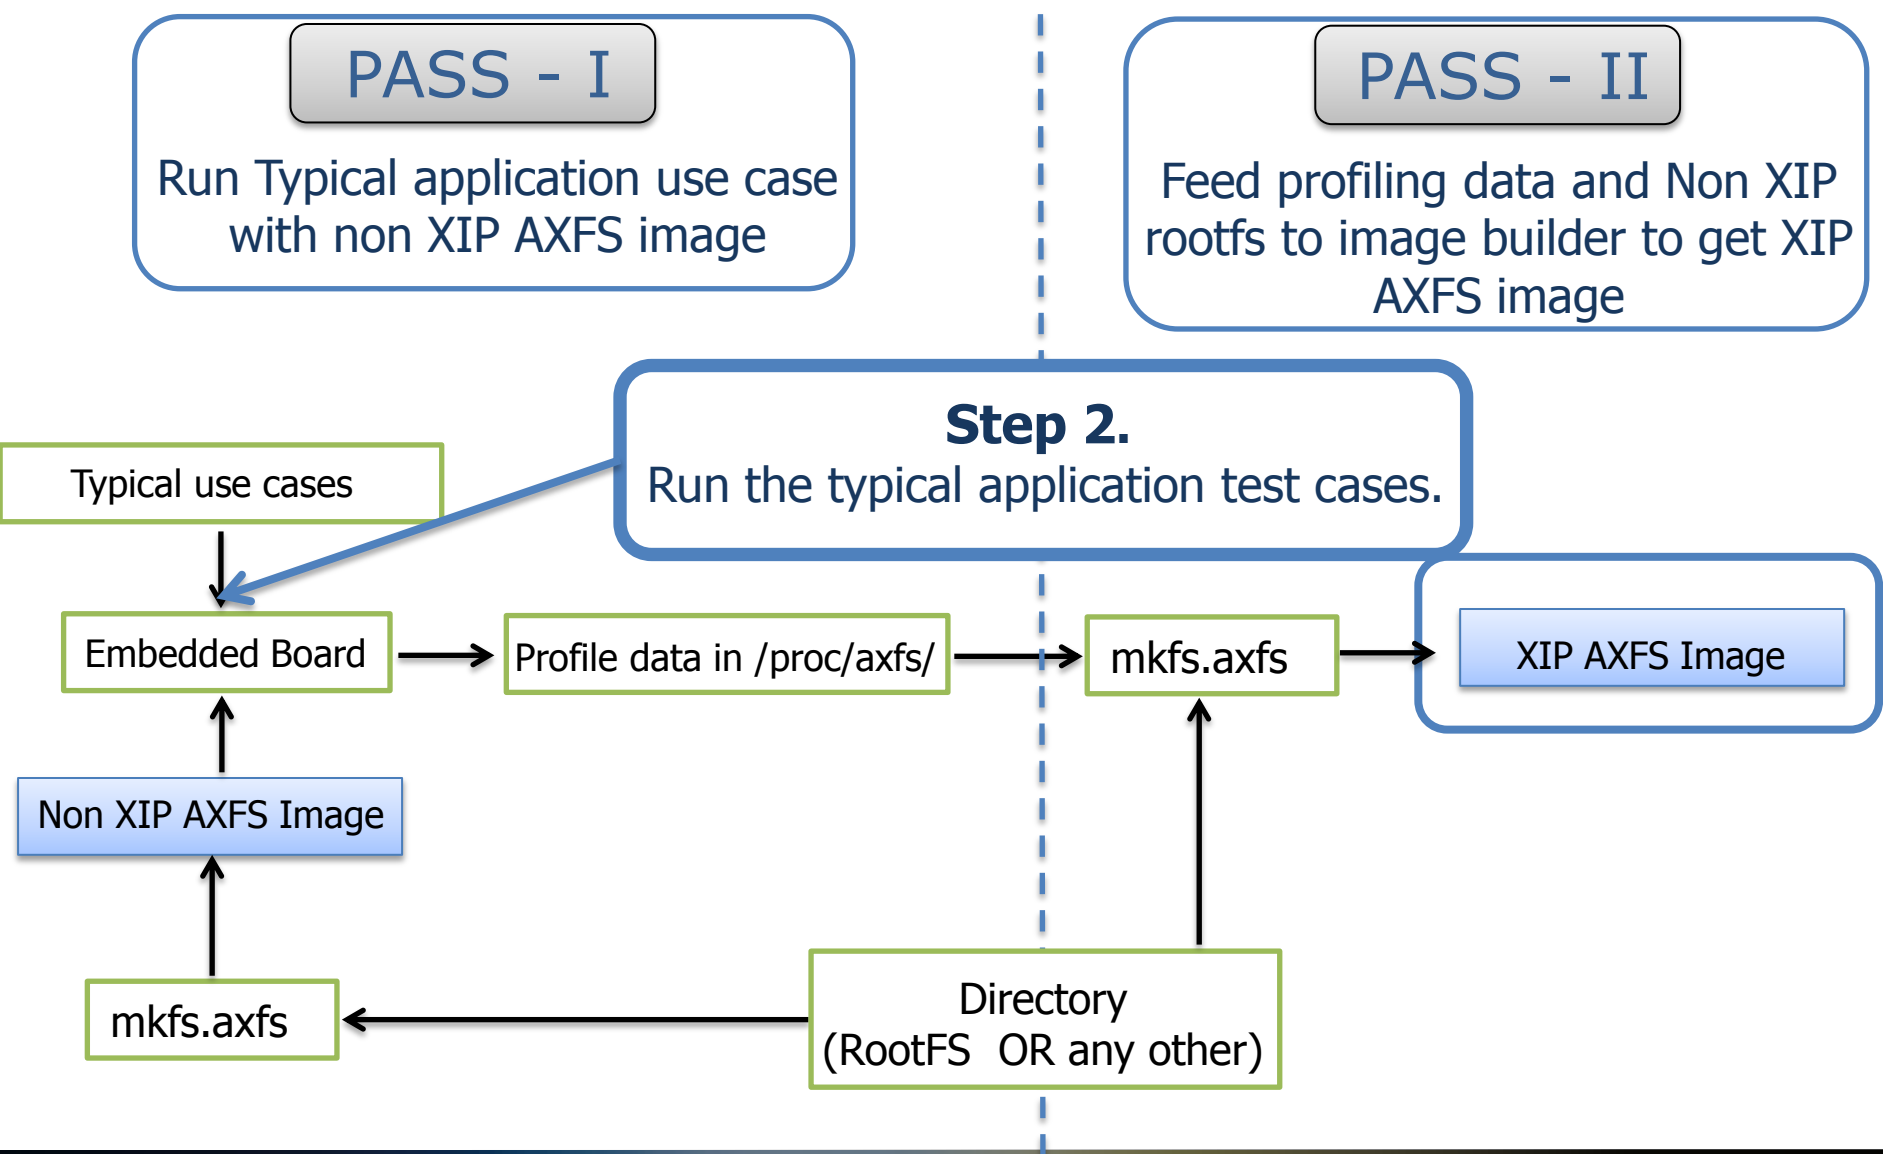 PASS - I
Run Typical application use case
with non XIP AXFS image
PASS - II
Feed profiling data and Non XIP
rootfs to image builder to get XIP
AXFS image
Step 2.
Run the typical application test cases.
Typical use cases
Embedded Board
Profile data in /proc/axfs/
mkfs.axfs
XIP AXFS Image
Non XIP AXFS Image
mkfs.axfs
Directory
(RootFS OR any other)